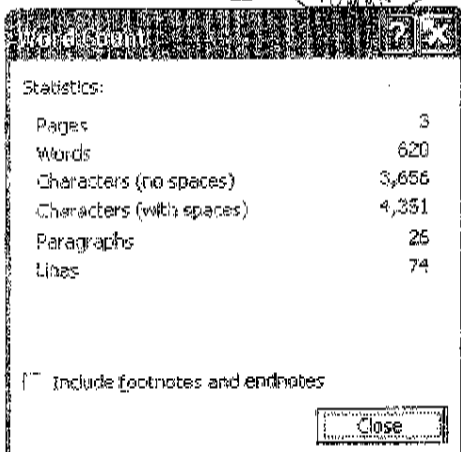 Word Count
Statistics:
Pages 3
Words 620
Characters (no spaces) 3,656
Characters (with spaces) 4,351
Paragraphs 26
Lines 74
Include footnotes and endnotes
Close